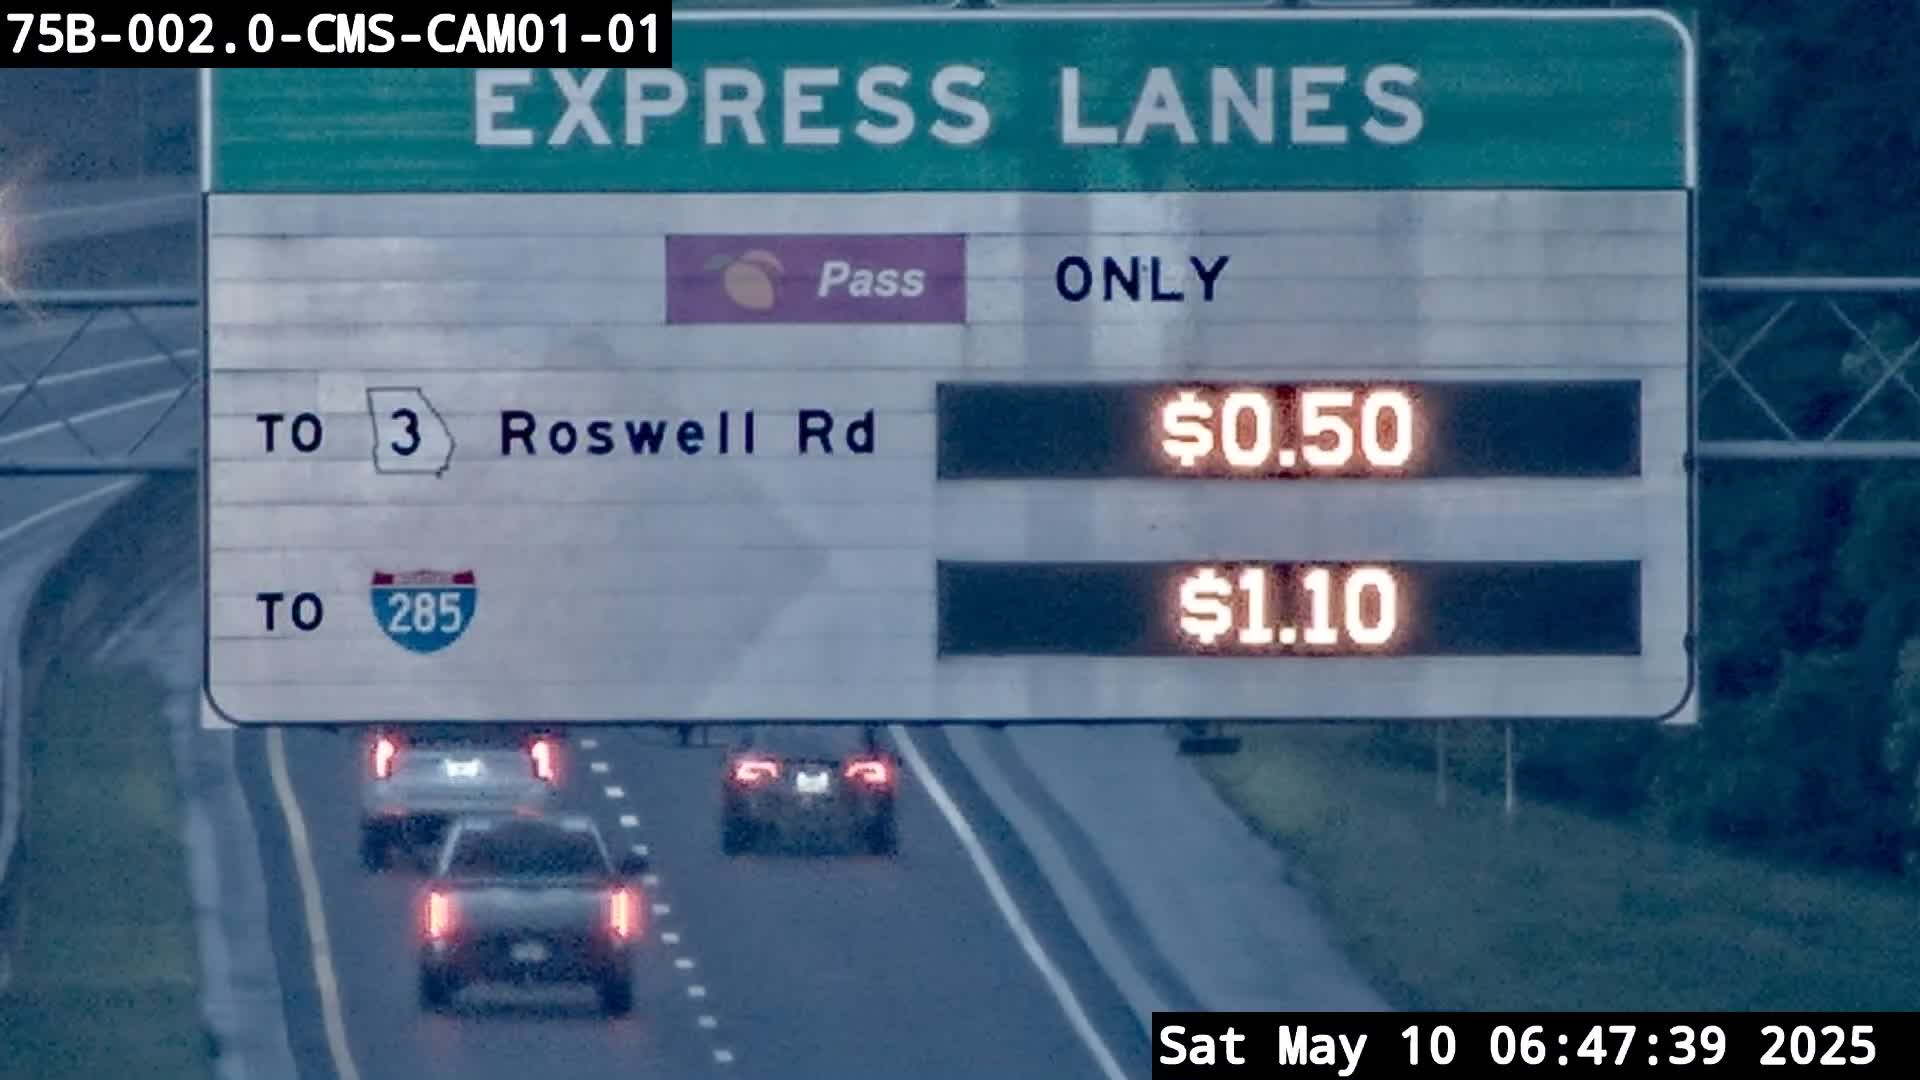 75B-002.0-CMS-CAM01-01
EXPRESS LANES
Pass ONLY
TO 3 Roswell Rd $0.50
TO 285 $1.10
Sat May 10 06:47:39 2025